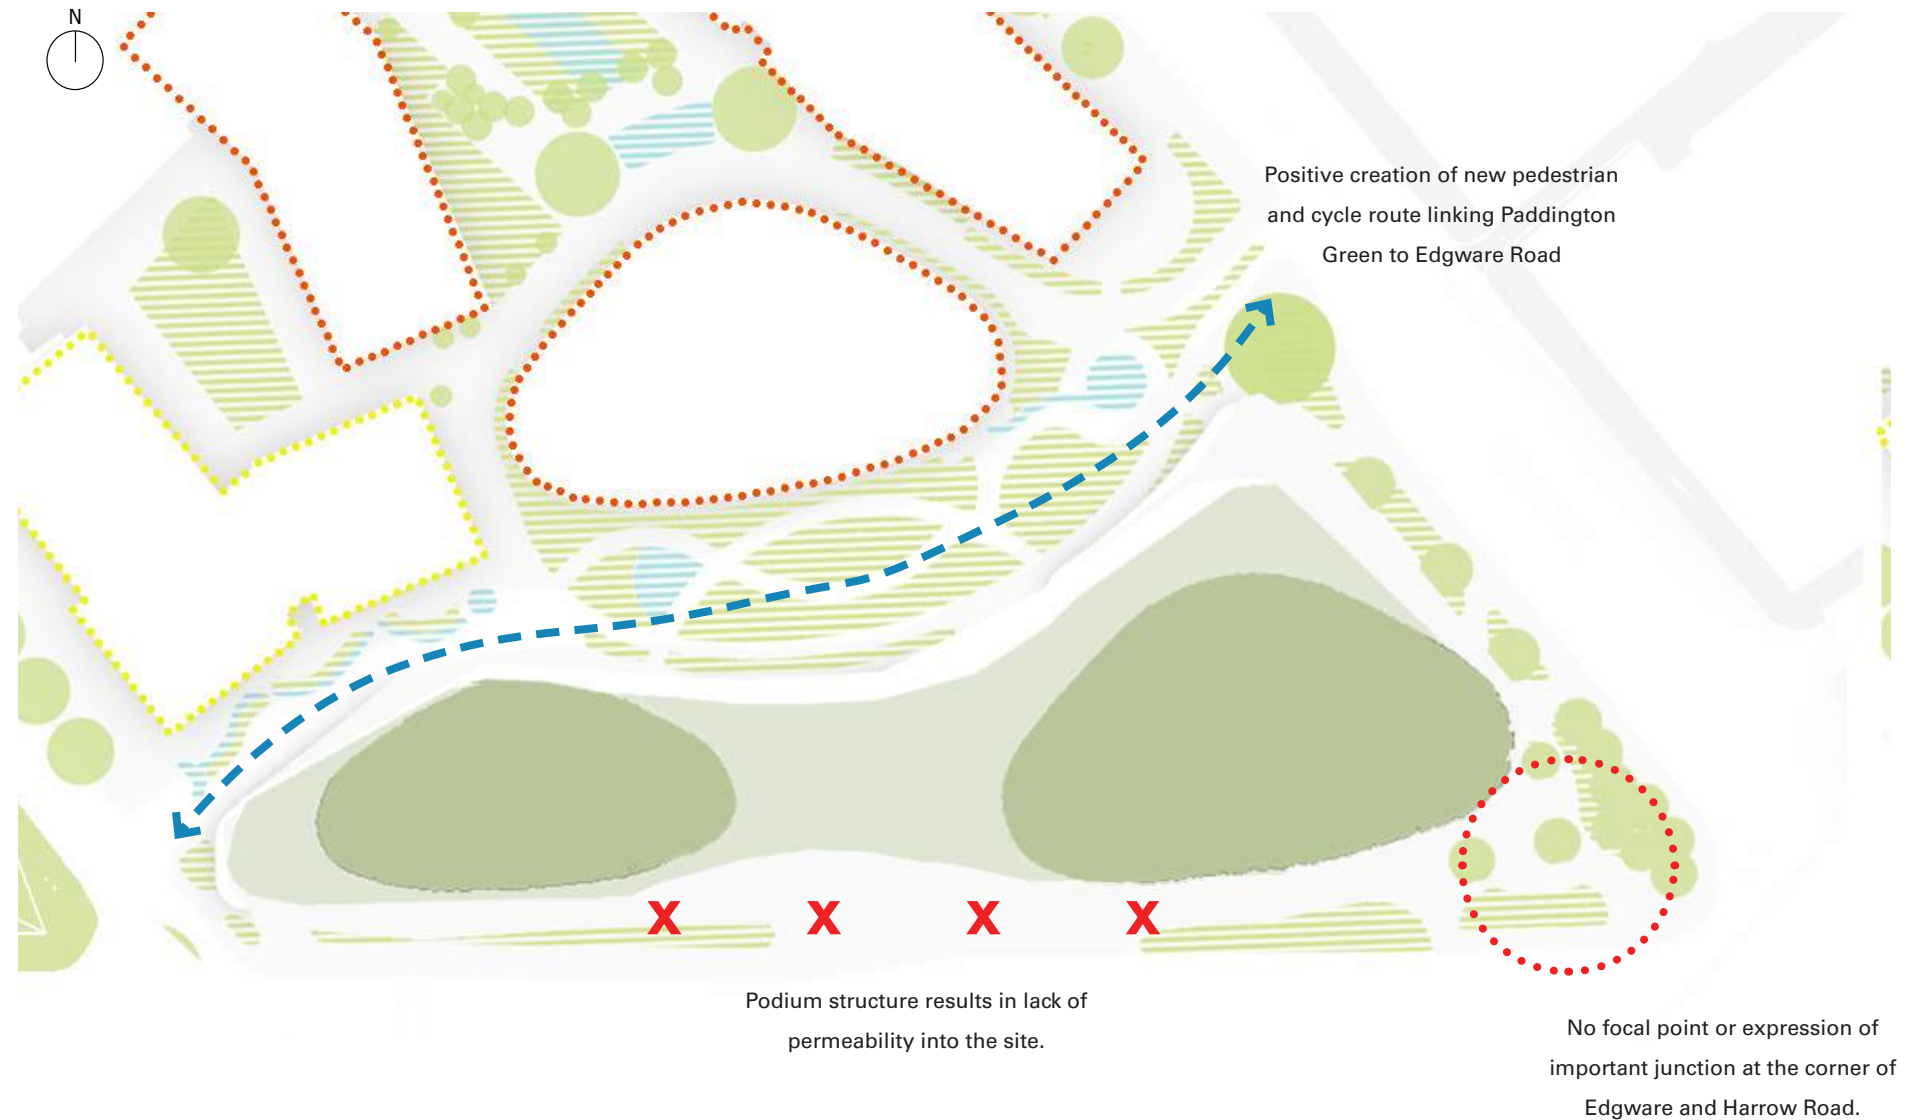 N
Positive creation of new pedestrian
and cycle route linking Paddington
Green to Edgware Road
X X X X
Podium structure results in lack of
permeability into the site.
No focal point or expression of
important junction at the corner of
Edgware and Harrow Road.